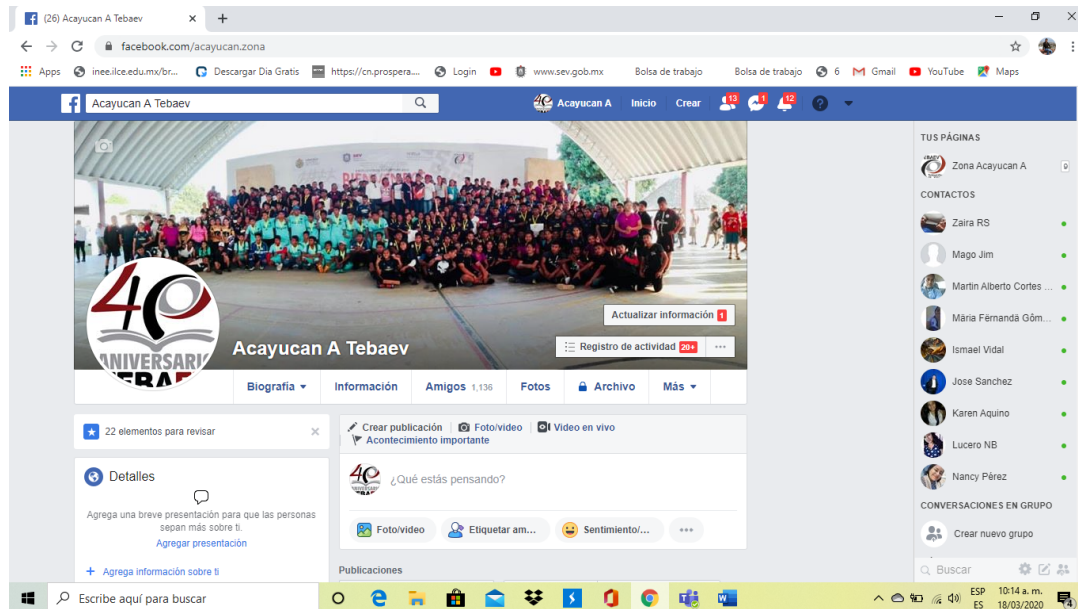 (26) Acayucan A Tebaev
facebook.com/acayucan.zona
Apps inee.ilce.edu.mx/br... Descargar Dia Gratis https://cn.prospera.... Login www.sev.gob.mx Bolsa de trabajo Bolsa de trabajo 6 Gmail YouTube Maps
Acayucan A Tebaev
Acayucan A Inicio Crear 13 1 12
40
ANIVERSARIO
TEBAEV
Actualizar información 1
Acayucan A Tebaev
Registro de actividad 20+
Biografía Información Amigos 1,136 Fotos Archivo Más
22 elementos para revisar
Detalles
Agrega una breve presentación para que las personas
sepan más sobre ti.
Agregar presentación
Agrega información sobre ti
Crear publicación Foto/video Video en vivo
Acontecimiento importante
¿Qué estás pensando?
Foto/video Etiquetar am... Sentimiento/...
Publicaciones
TUS PÁGINAS
Zona Acayucan A
CONTACTOS
Zaira RS
Mago Jim
Martin Alberto Cortes ...
Mária Férnandá Gôm...
Ismael Vidal
Jose Sanchez
Karen Aquino
Lucero NB
Nancy Pérez
CONVERSACIONES EN GRUPO
Crear nuevo grupo
Buscar
Escribe aquí para buscar
ESP
ES
10:14 a. m.
18/03/2020
4